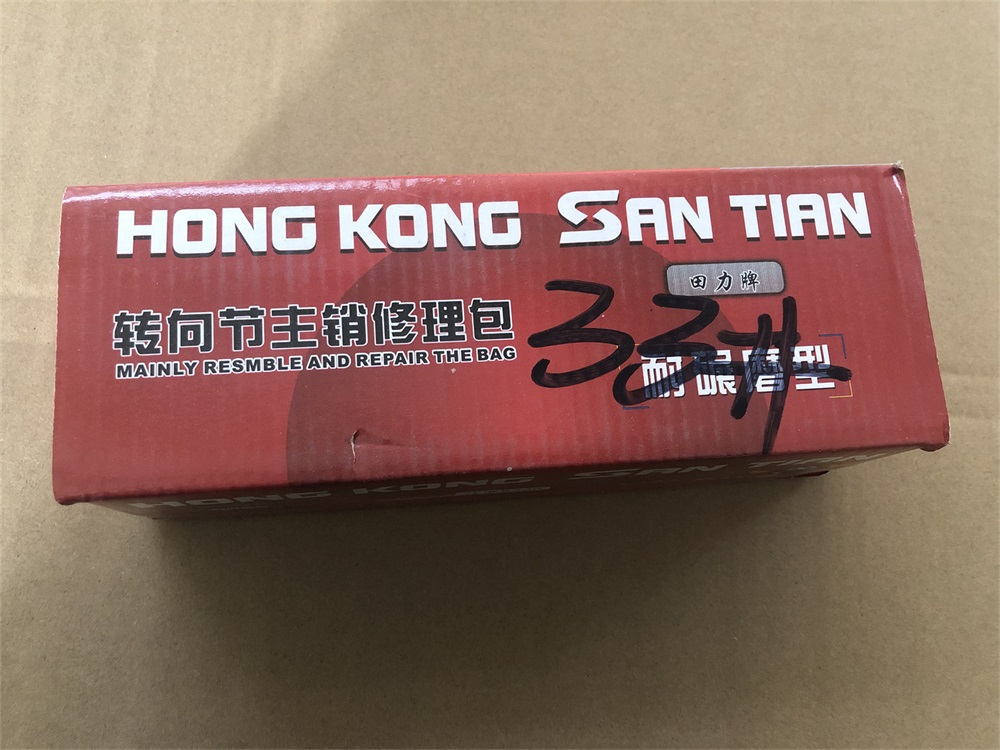 HONG KONG SAN TIAN
田力牌
转向节主销修理包
33#
MAINLY RESMBLE AND REPAIR THE BAG
耐碾磨型
HONG KONG SAN TIAN